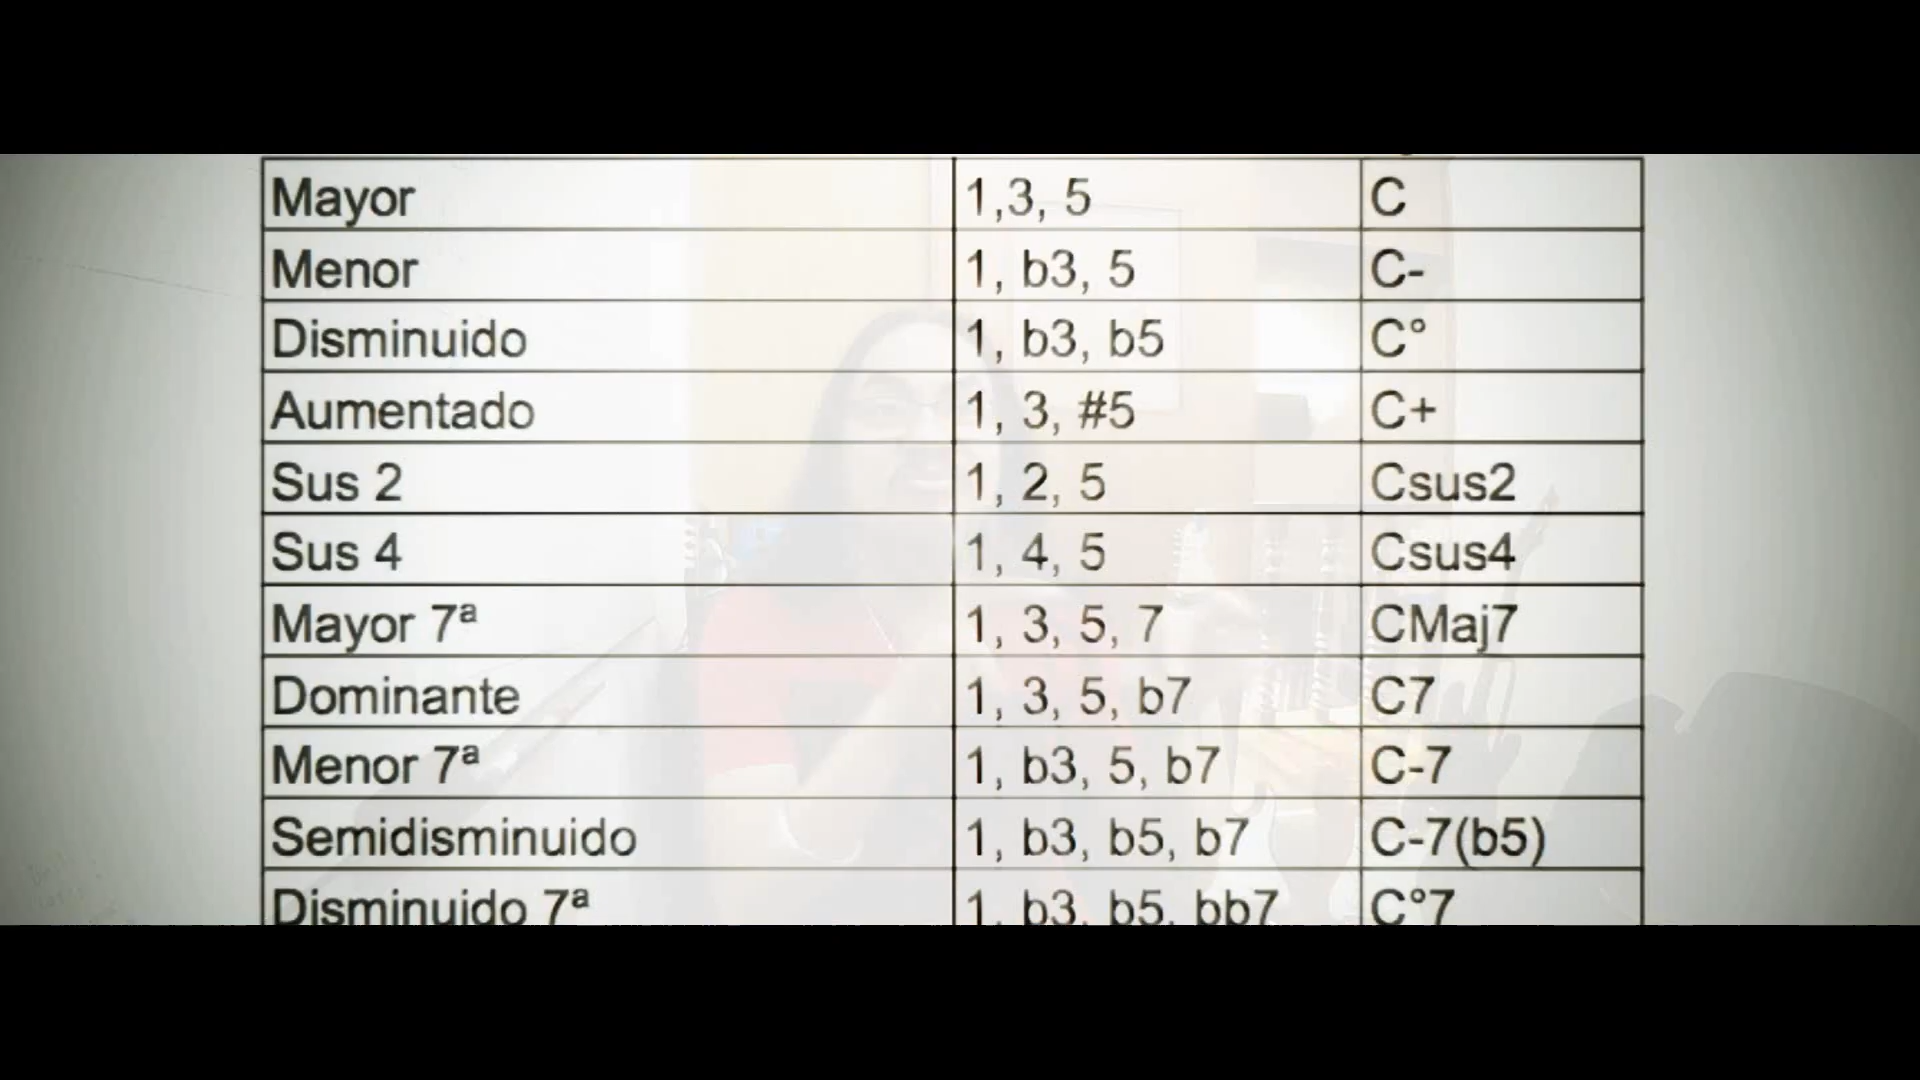 Mayor 1,3, 5 C
Menor 1, b3, 5 C-
Disminuido 1, b3, b5 C°
Aumentado 1, 3, #5 C+
Sus 2 1, 2, 5 Csus2
Sus 4 1, 4, 5 Csus4
Mayor 7ª 1, 3, 5, 7 CMaj7
Dominante 1, 3, 5, b7 C7
Menor 7ª 1, b3, 5, b7 C-7
Semidisminuido 1, b3, b5, b7 C-7(b5)
Disminuido 7ª 1, b3, b5, bb7 C°7